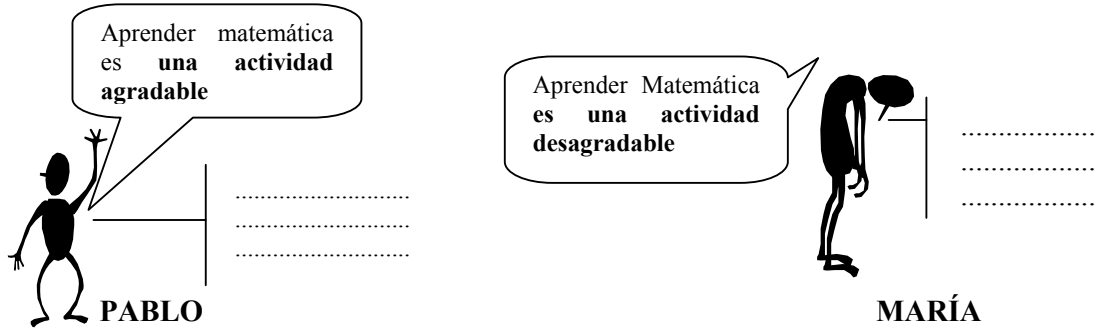 Aprender matemática
es una actividad
agradable
Aprender Matemática
es una actividad
desagradable
PABLO
MARÍA